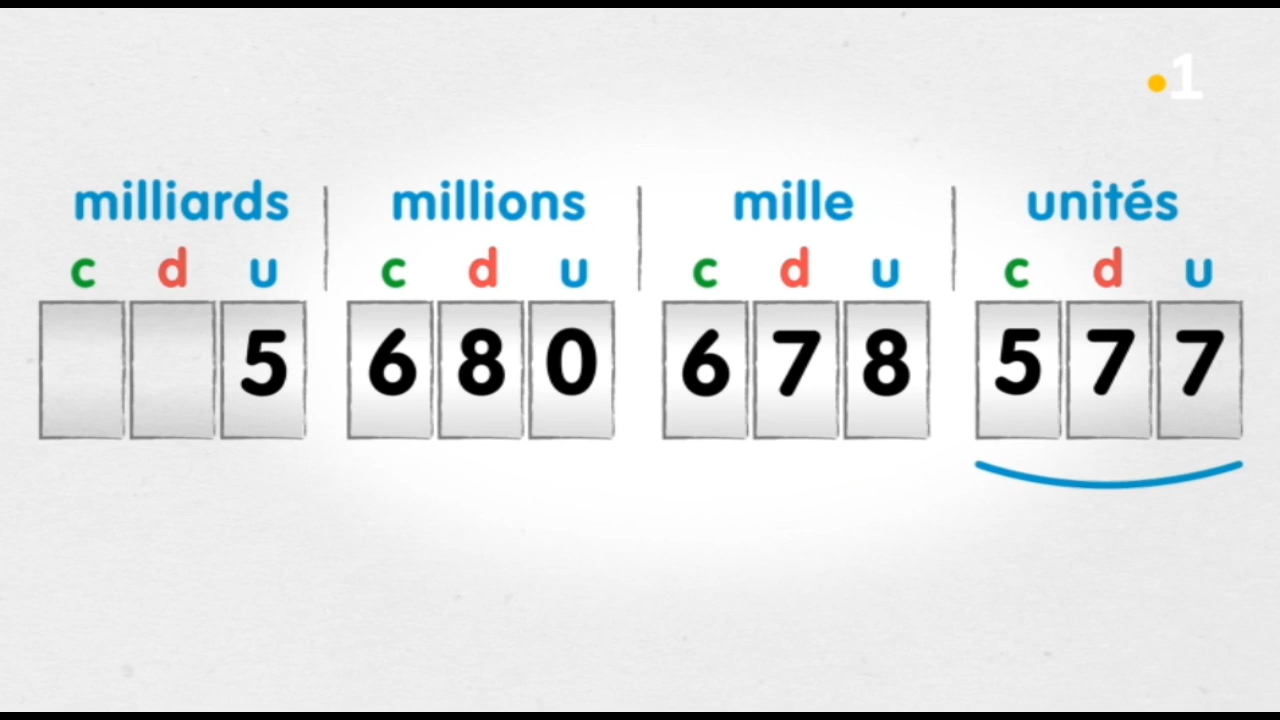 1
milliards millions mille unités
c d u c d u c d u c d u
5 6 8 0 6 7 8 5 7 7